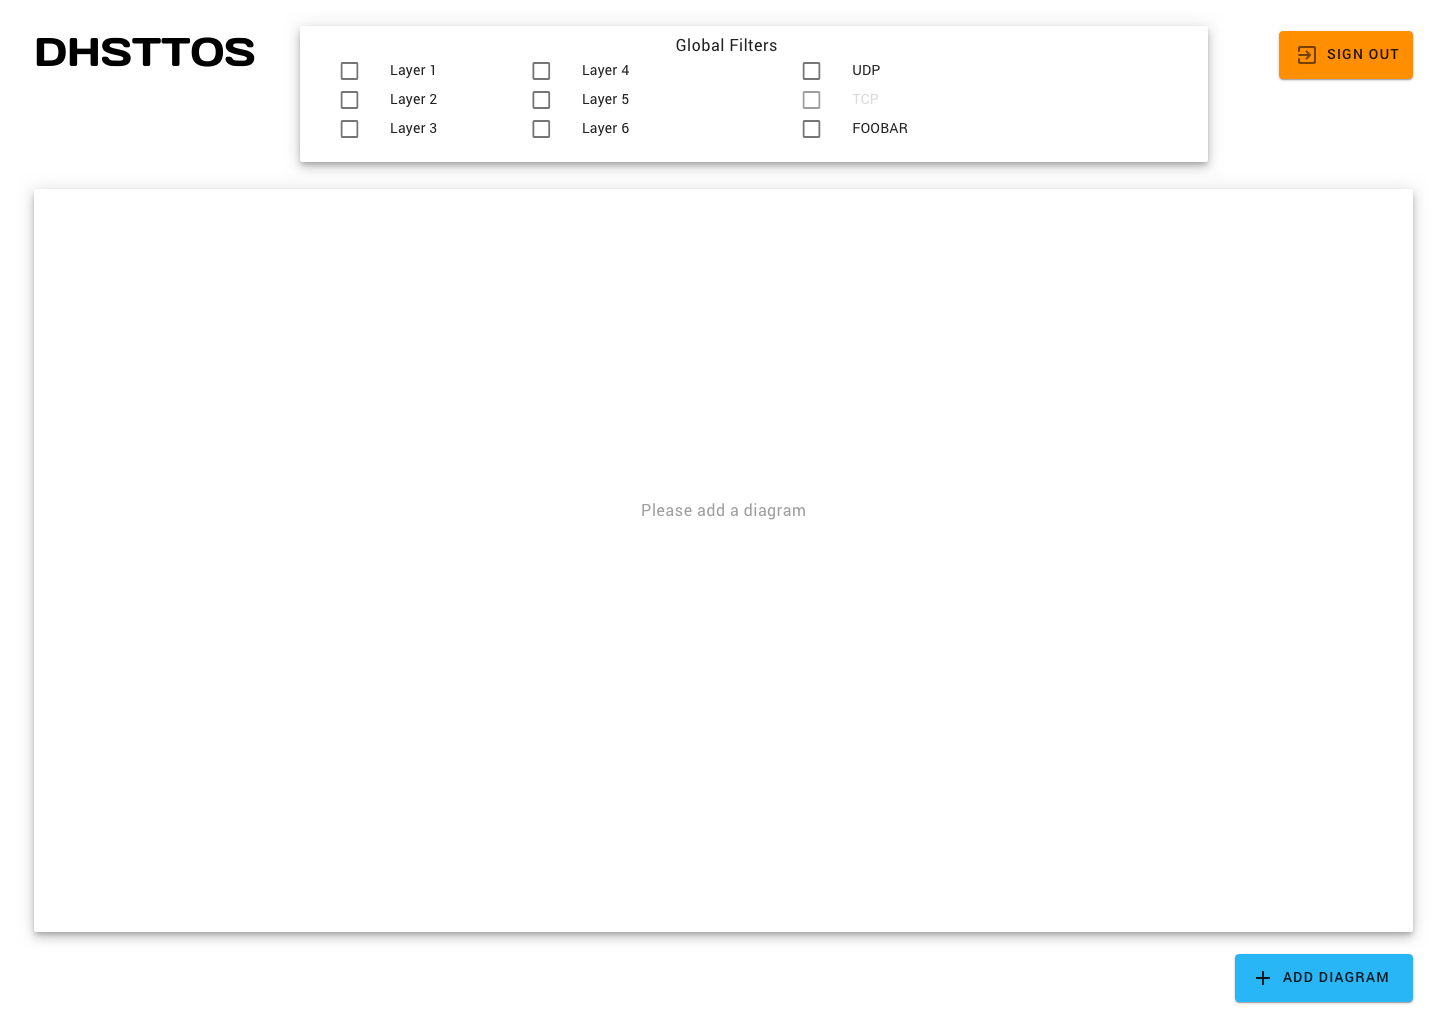 DHSTTOS
Global Filters
Layer 1
Layer 2
Layer 3
Layer 4
Layer 5
Layer 6
UDP
TCP
FOOBAR
SIGN OUT
Please add a diagram
ADD DIAGRAM